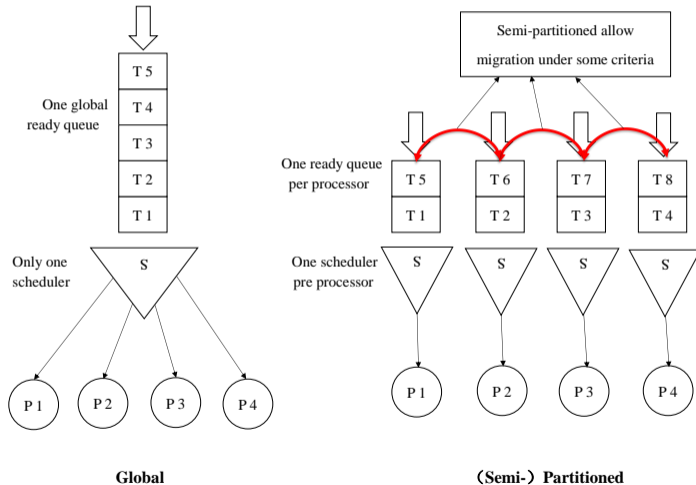 T 5
T 4
T 3
T 2
T 1
One global
ready queue
Only one
scheduler
S
P 1
P 2
P 3
P 4
Global
Semi-partitioned allow
migration under some criteria
One ready queue
per processor
T 5
T 6
T 7
T 8
T 1
T 2
T 3
T 4
One scheduler
pre processor
S
S
S
S
P 1
P 2
P 3
P 4
（Semi-）Partitioned